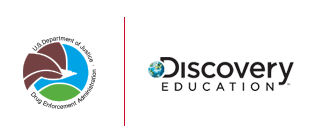 U.S. Department of Justice
Drug Enforcement Administration
Discovery
EDUCATION